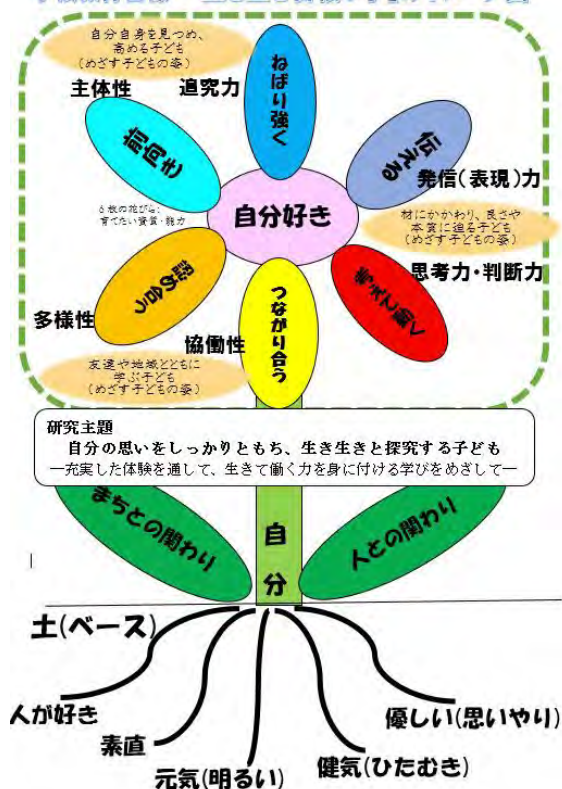 自分自身を見つめ、
高める子ども
(めざす子どもの姿)
主体性
追究力
ねばり強く
前向き
伝える
発信(表現)力
6枚の花びら:
育てたい資質・能力
自分好き
材にかかわり、良さや
本質に迫る子ども
(めざす子どもの姿)
認め合う
つながり合う
考えて動く
思考力・判断力
多様性
協働性
友達や地域とともに
学ぶ子ども
(めざす子どもの姿)
研究主題
自分の思いをしっかりともち、生き生きと探究する子ども
―充実した体験を通して、生きて働く力を身に付ける学びをめざして―
まちとの関わり
自分
人との関わり
土(ベース)
人が好き
素直
元気(明るい)
健気(ひたむき)
優しい(思いやり)